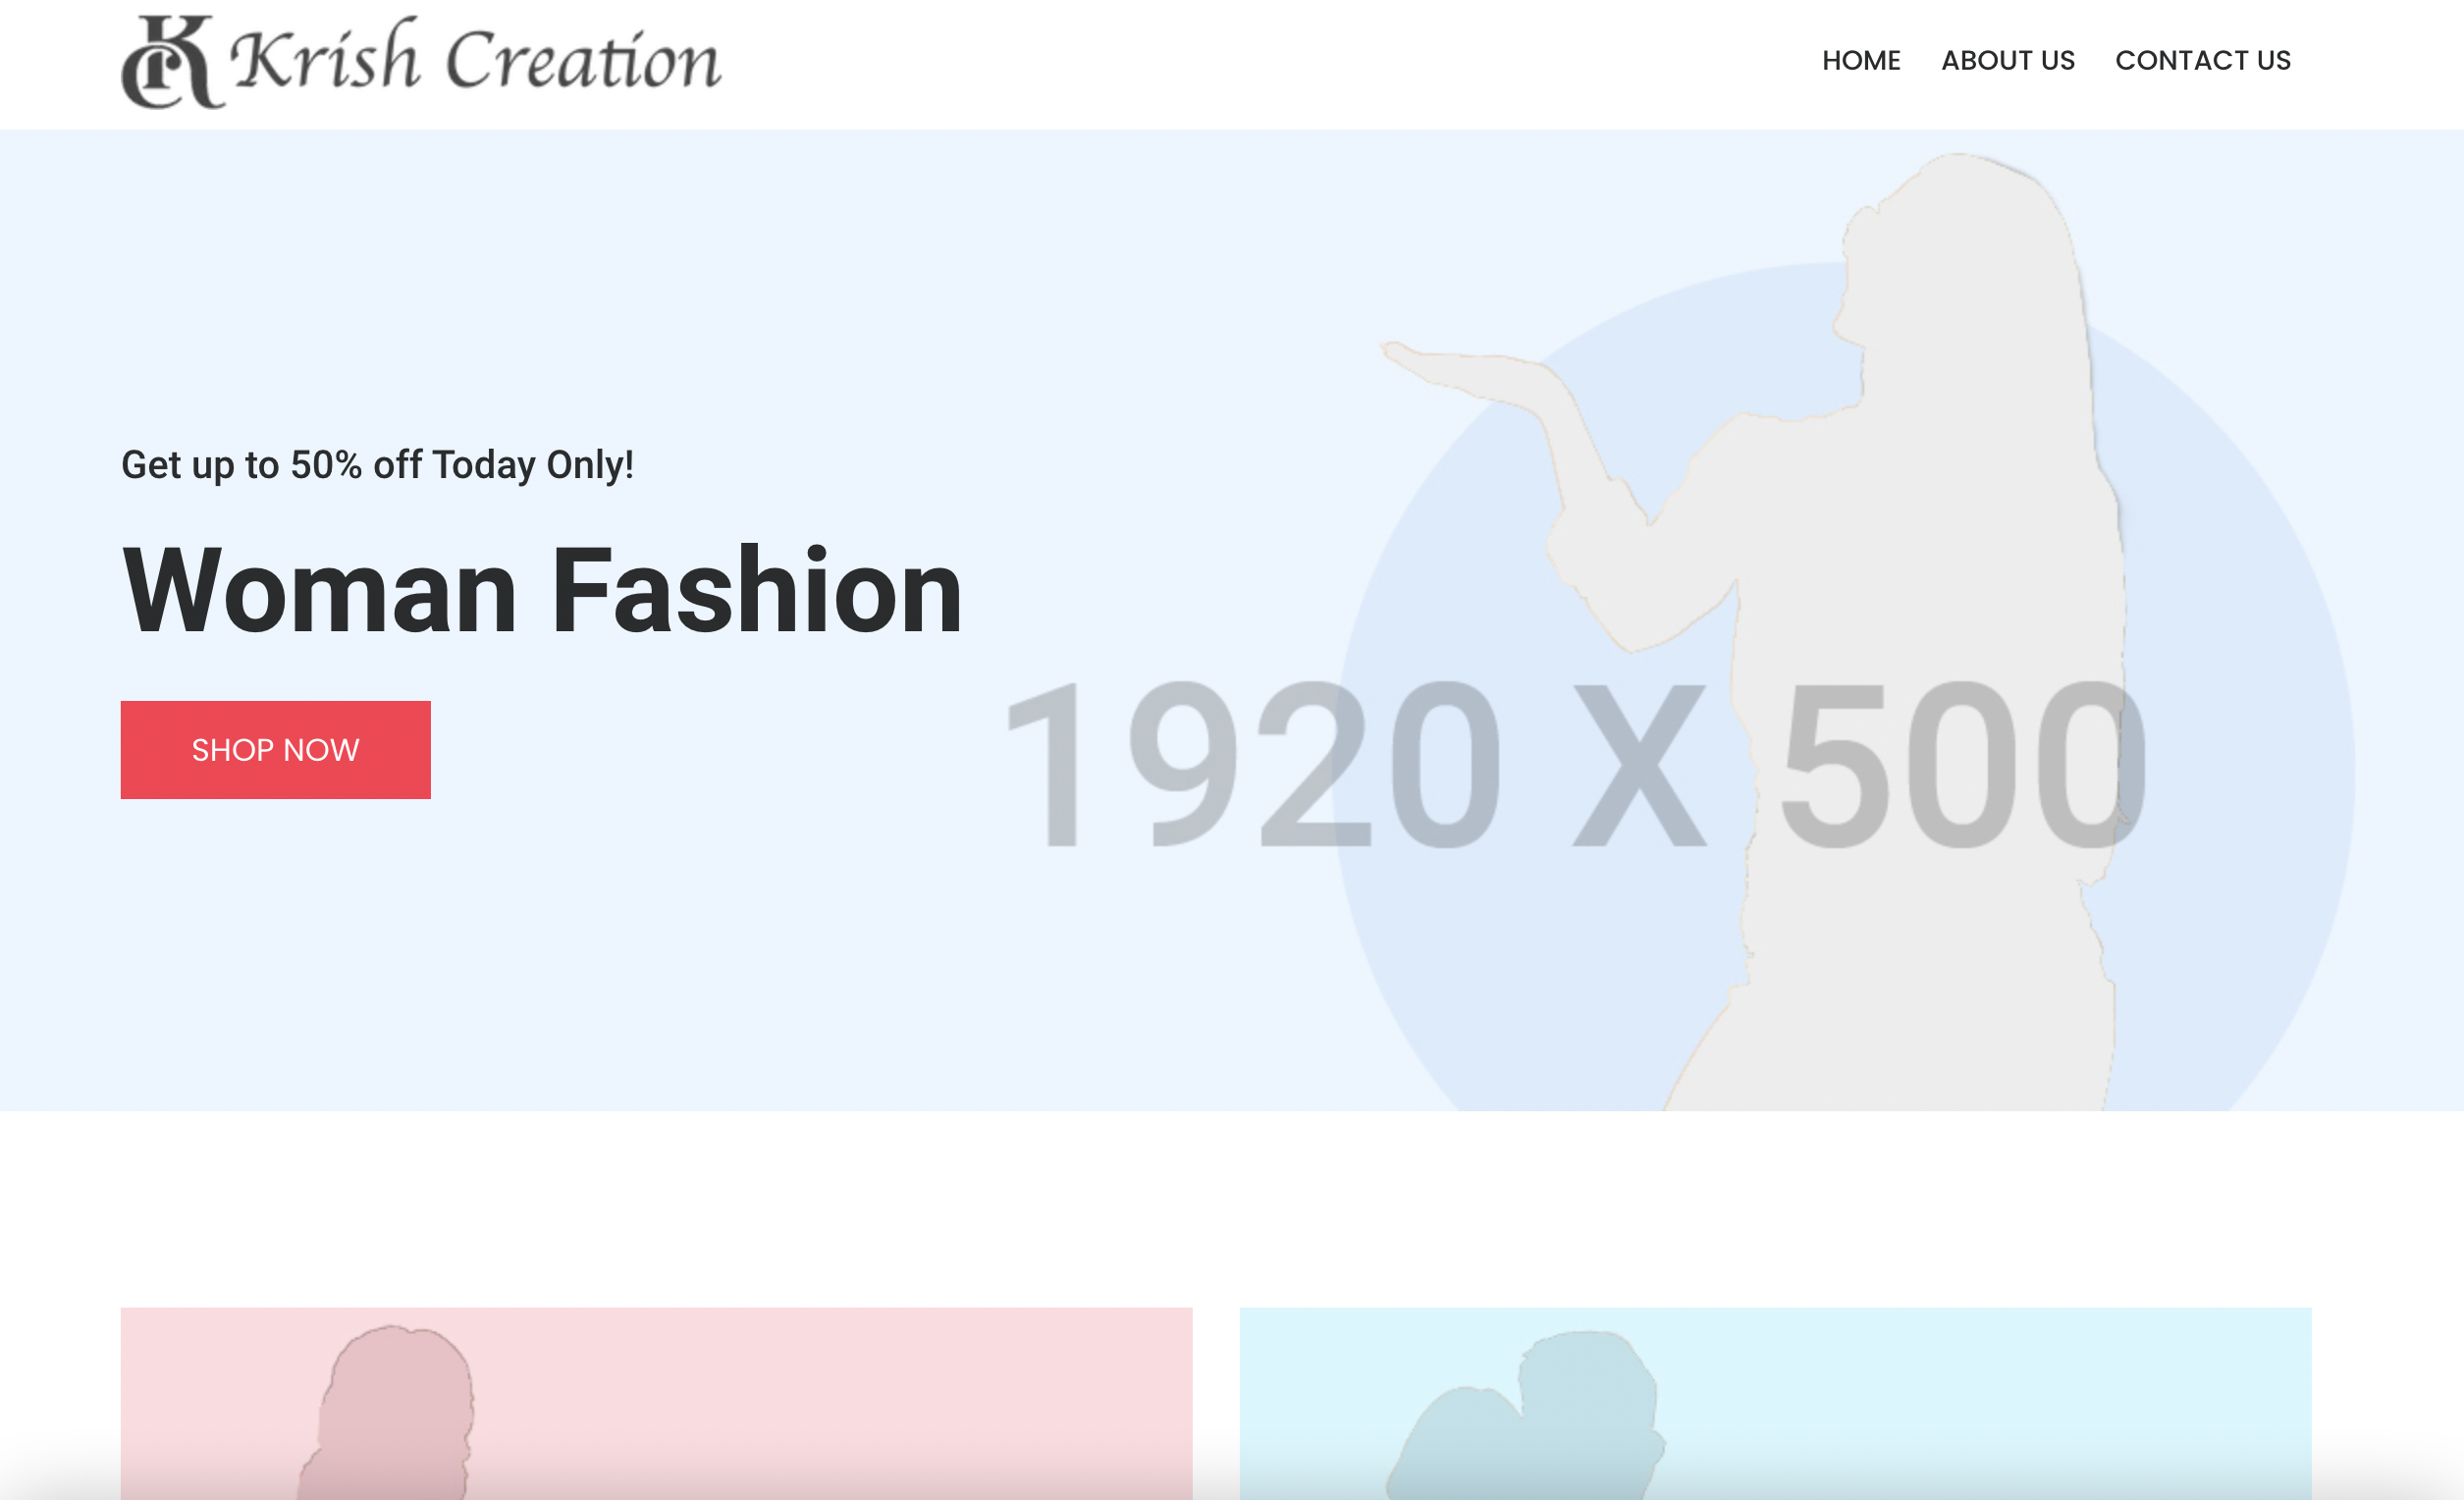 Krish Creation
HOME ABOUT US CONTACT US
Get up to 50% off Today Only!
Woman Fashion
1920 X 500
SHOP NOW